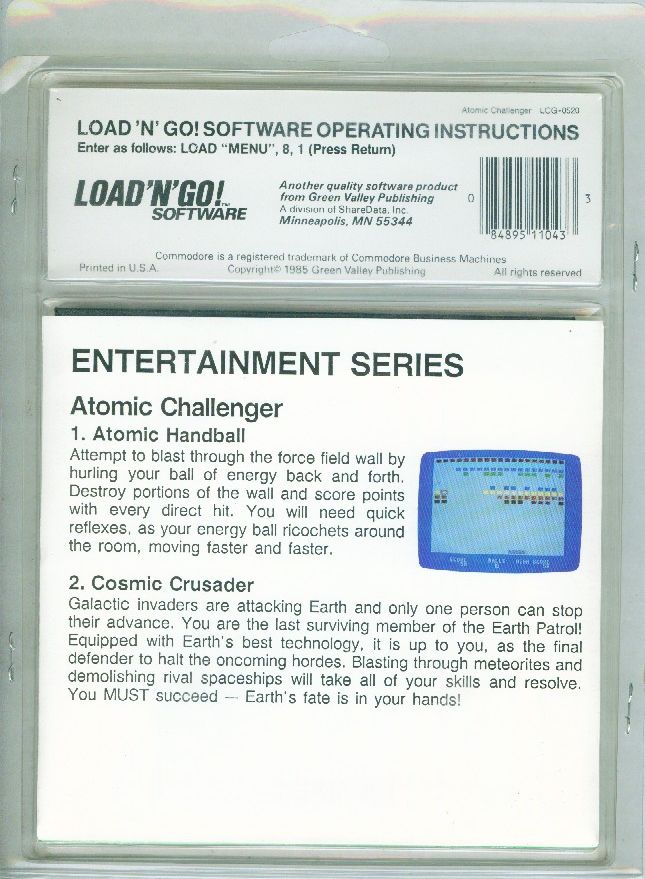 Atomic Challenger LCG-0520
LOAD 'N' GO! SOFTWARE OPERATING INSTRUCTIONS
Enter as follows: LOAD "MENU", 8, 1 (Press Return)
LOAD 'N' GO!™
SOFTWARE
Another quality software product
from Green Valley Publishing
A division of ShareData, Inc.
Minneapolis, MN 55344
0 84895 11043 3
Commodore is a registered trademark of Commodore Business Machines
Printed in U.S.A. Copyright© 1985 Green Valley Publishing All rights reserved
ENTERTAINMENT SERIES
Atomic Challenger
1. Atomic Handball
Attempt to blast through the force field wall by
hurling your ball of energy back and forth.
Destroy portions of the wall and score points
with every direct hit. You will need quick
reflexes, as your energy ball ricochets around
the room, moving faster and faster.
SCORE BALLS HIGH SCORE
2. Cosmic Crusader
Galactic invaders are attacking Earth and only one person can stop
their advance. You are the last surviving member of the Earth Patrol!
Equipped with Earth's best technology, it is up to you, as the final
defender to halt the oncoming hordes. Blasting through meteorites and
demolishing rival spaceships will take all of your skills and resolve.
You MUST succeed — Earth's fate is in your hands!